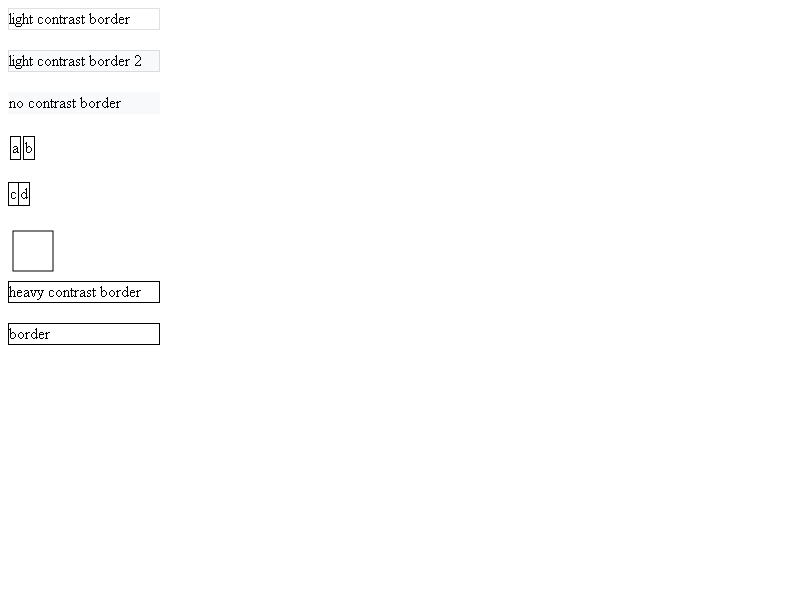 light contrast border
light contrast border 2
no contrast border
a b
c d
heavy contrast border
border